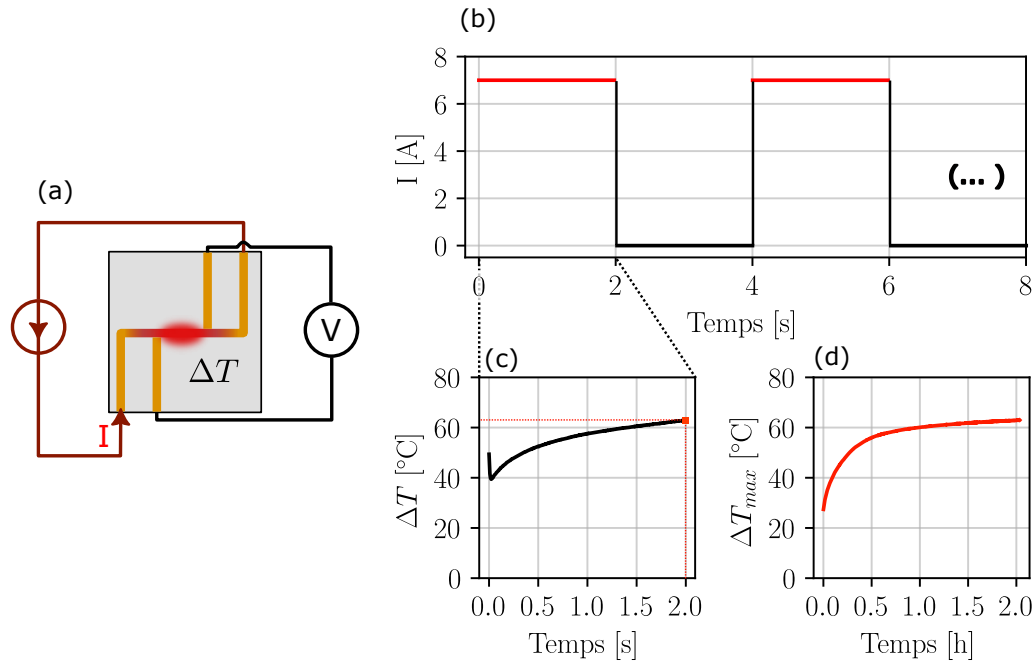 (a)
I
ΔT
V
(b)
I [A]
8
6
4
2
0
(... )
0 2 4 6 8
Temps [s]
(c)
ΔT [°C]
80
60
40
20
0
0.0 0.5 1.0 1.5 2.0
Temps [s]
(d)
ΔTmax [°C]
80
60
40
20
0
0.0 0.5 1.0 1.5 2.0
Temps [h]